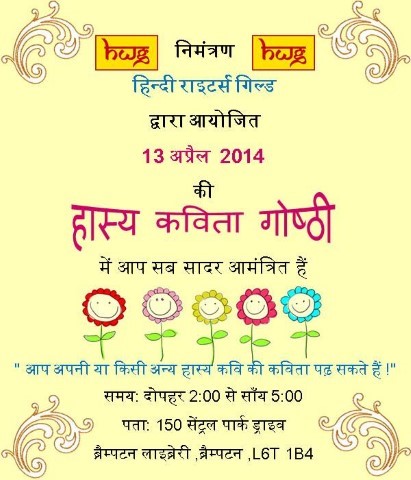 hwg निमंत्रण hwg
हिन्दी राइटर्स गिल्ड
द्वारा आयोजित
13 अप्रैल 2014
की
हास्य कविता गोष्ठी
में आप सब सादर आमंत्रित हैं
" आप अपनी या किसी अन्य हास्य कवि की कविता पढ़ सकते हैं !"
समय: दोपहर 2:00 से साँय 5:00
पता: 150 सेंट्रल पार्क ड्राइव
ब्रैम्पटन लाइब्रेरी ,ब्रैम्पटन ,L6T 1B4